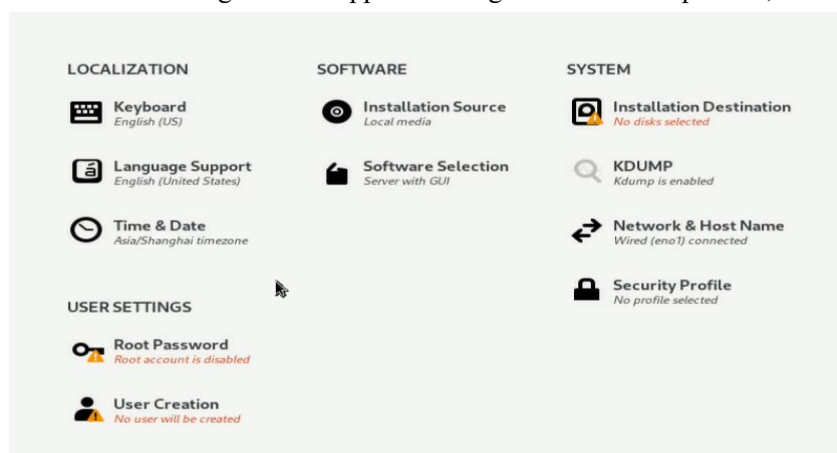 LOCALIZATION
Keyboard
English (US)
Language Support
English (United States)
Time & Date
Asia/Shanghai timezone
USER SETTINGS
Root Password
Root account is disabled
User Creation
No user will be created
SOFTWARE
Installation Source
Local media
Software Selection
Server with GUI
SYSTEM
Installation Destination
No disks selected
KDUMP
Kdump is enabled
Network & Host Name
Wired (eno1) connected
Security Profile
No profile selected